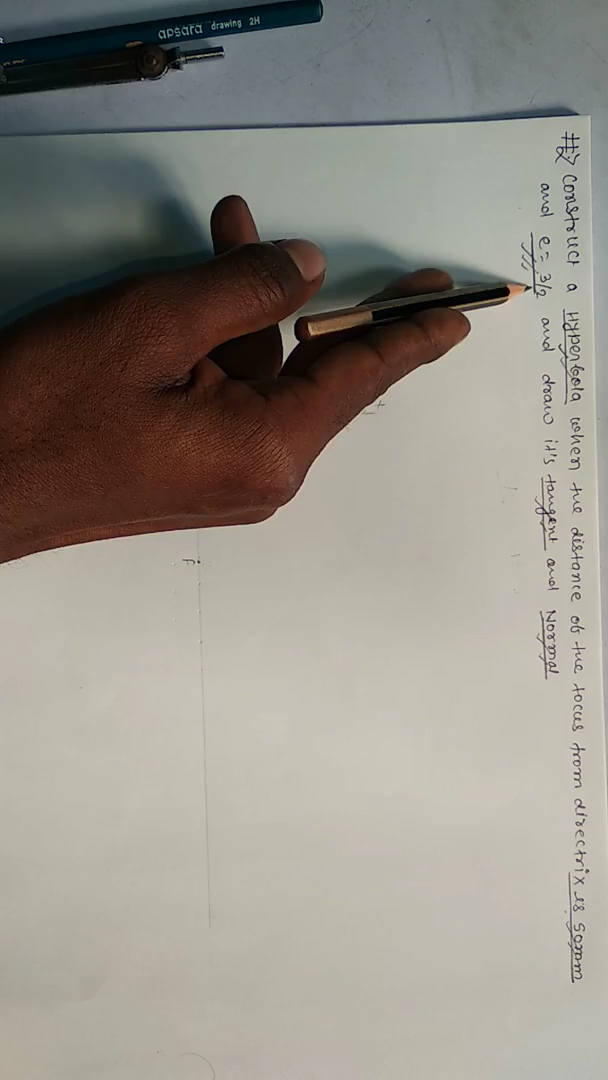 #2> Construct a Hyperbola when the distance of the focus from directrix is 50mm
and e = 3/2 and draw it's tangent and Normal
F
apsara drawing 2H